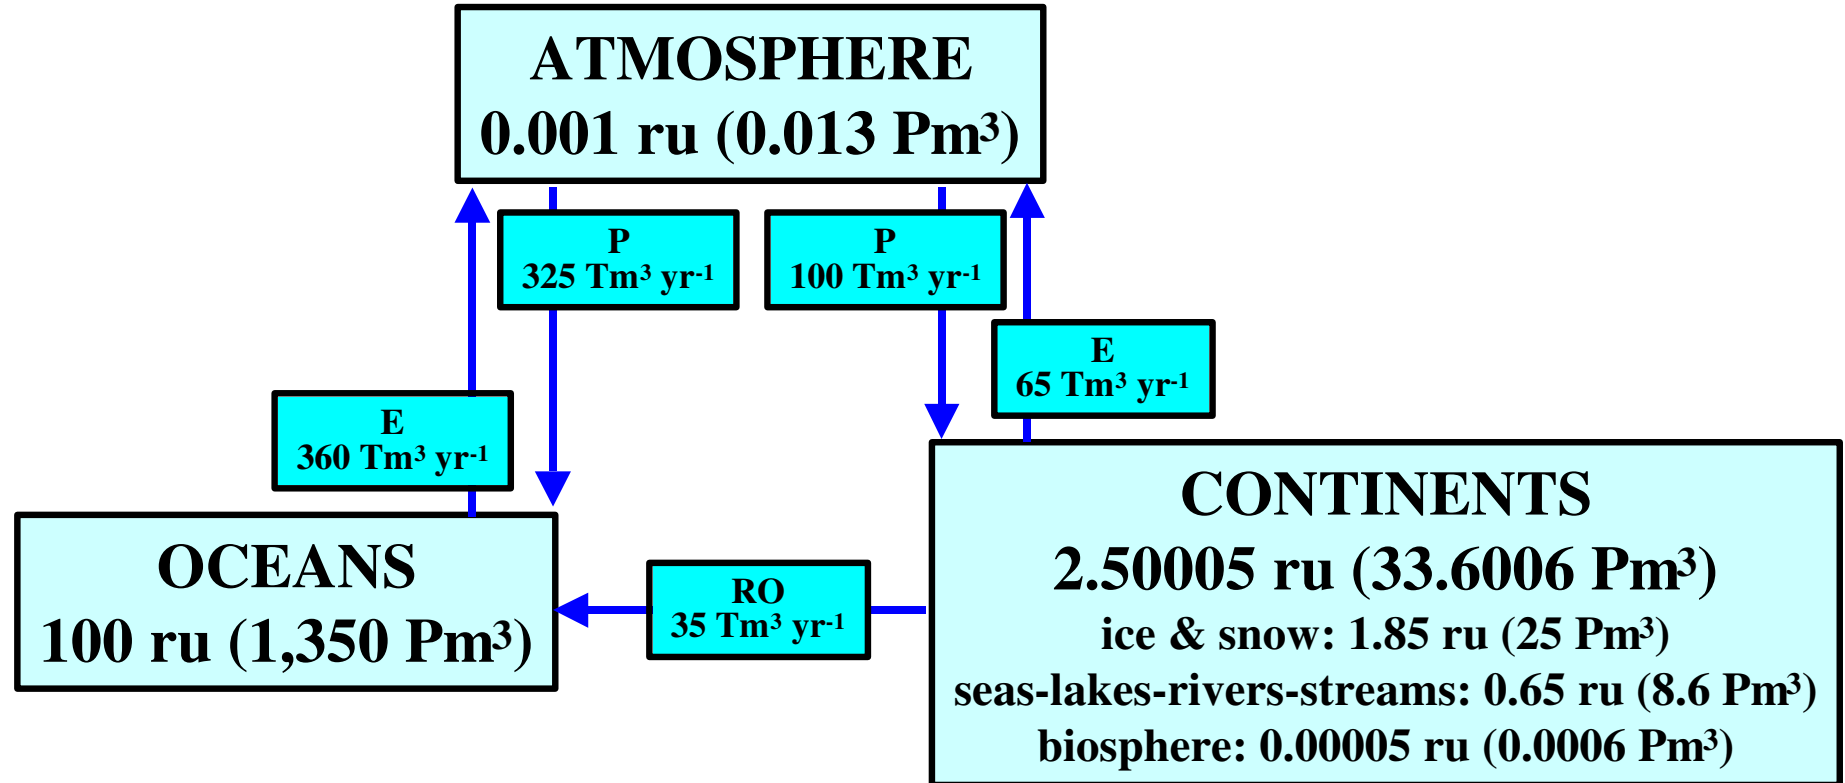 ATMOSPHERE
0.001 ru (0.013 Pm³)
P
325 Tm³ yr⁻¹
P
100 Tm³ yr⁻¹
E
65 Tm³ yr⁻¹
E
360 Tm³ yr⁻¹
OCEANS
100 ru (1,350 Pm³)
RO
35 Tm³ yr⁻¹
CONTINENTS
2.50005 ru (33.6006 Pm³)
ice & snow: 1.85 ru (25 Pm³)
seas-lakes-rivers-streams: 0.65 ru (8.6 Pm³)
biosphere: 0.00005 ru (0.0006 Pm³)